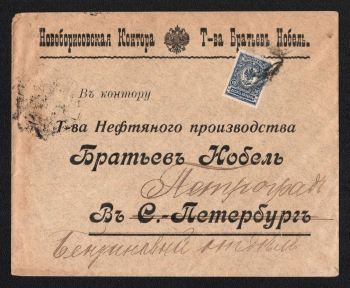 Новоборисовская Контора Т-ва Братьевъ Нобель.
Въ контору
Т-ва Нефтяного производства
Братьевъ Нобель
Петроградъ
Въ С.-Петербургъ